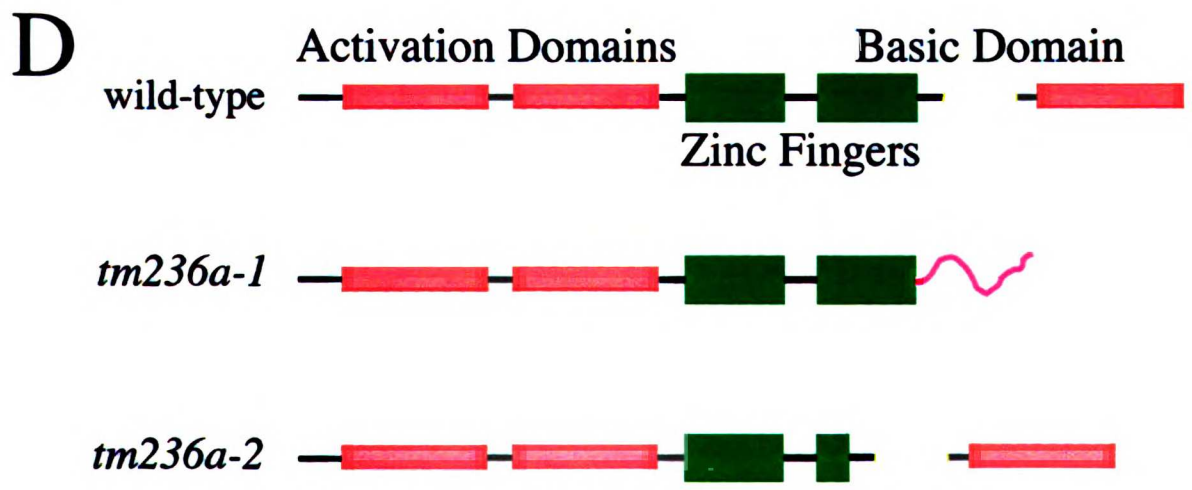 D
Activation Domains Basic Domain
wild-type
Zinc Fingers
tm236a-1
tm236a-2